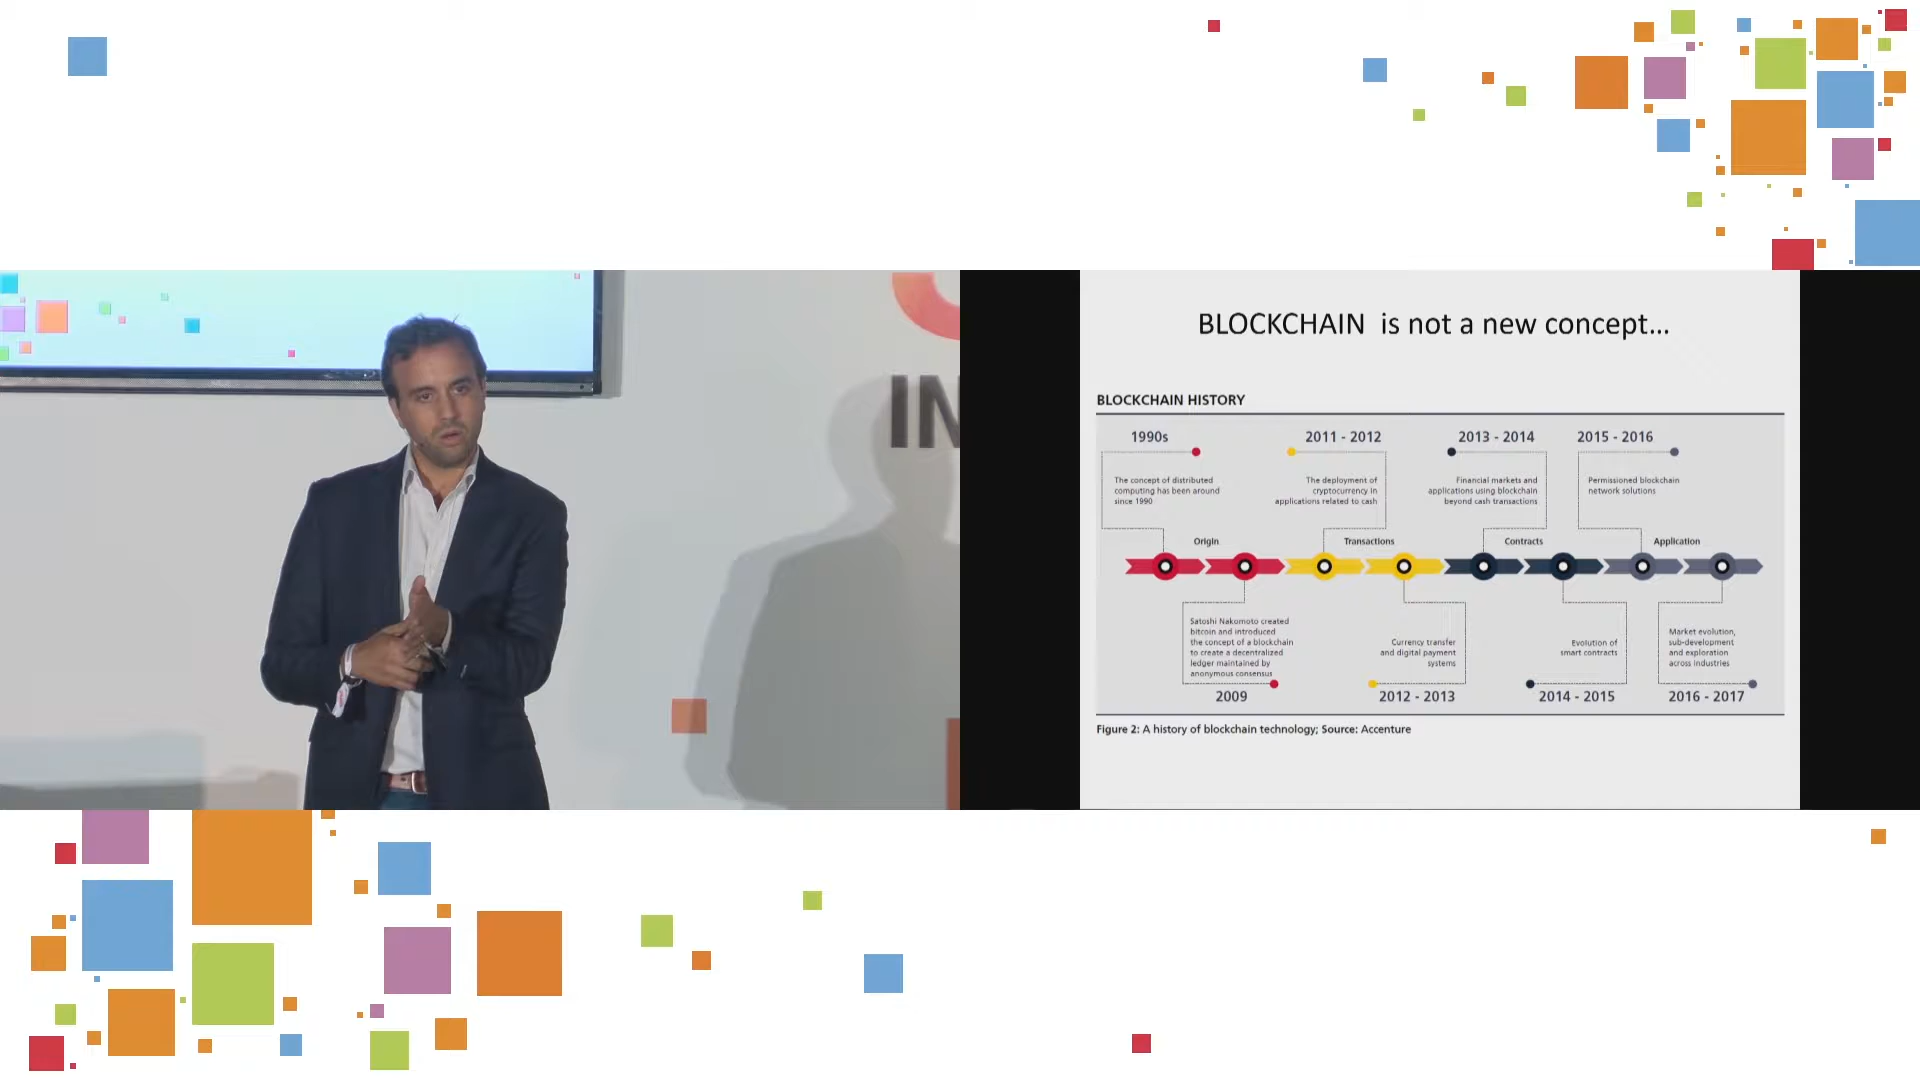 IN
BLOCKCHAIN is not a new concept...
BLOCKCHAIN HISTORY
1990s
2011 - 2012
2013 - 2014
2015 - 2016
The concept of distributed
computing has been around
since 1990
The deployment of
cryptocurrency in
applications related to cash
Financial markets and
applications using blockchain
beyond cash transactions
Permissioned blockchain
network solutions
Origin
Transactions
Contracts
Application
Satoshi Nakomoto created
bitcoin and introduced
the concept of a blockchain
to create a decentralized
ledger maintained by
anonymous consensus
Currency transfer
and digital payment
systems
Evolution of
smart contracts
Market evolution,
sub-development
and exploration
across industries
2009
2012 - 2013
2014 - 2015
2016 - 2017
Figure 2: A history of blockchain technology; Source: Accenture